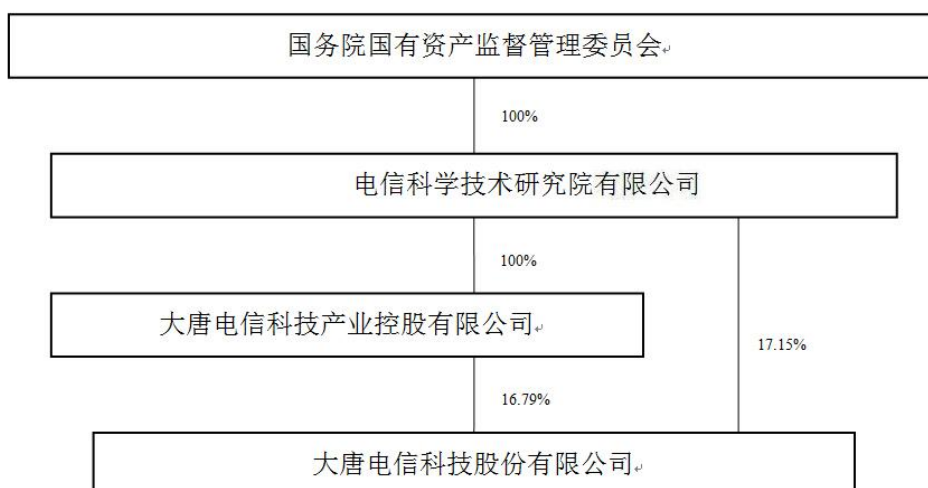 国务院国有资产监督管理委员会
100%
电信科学技术研究院有限公司
100%
大唐电信科技产业控股有限公司
17.15%
16.79%
大唐电信科技股份有限公司